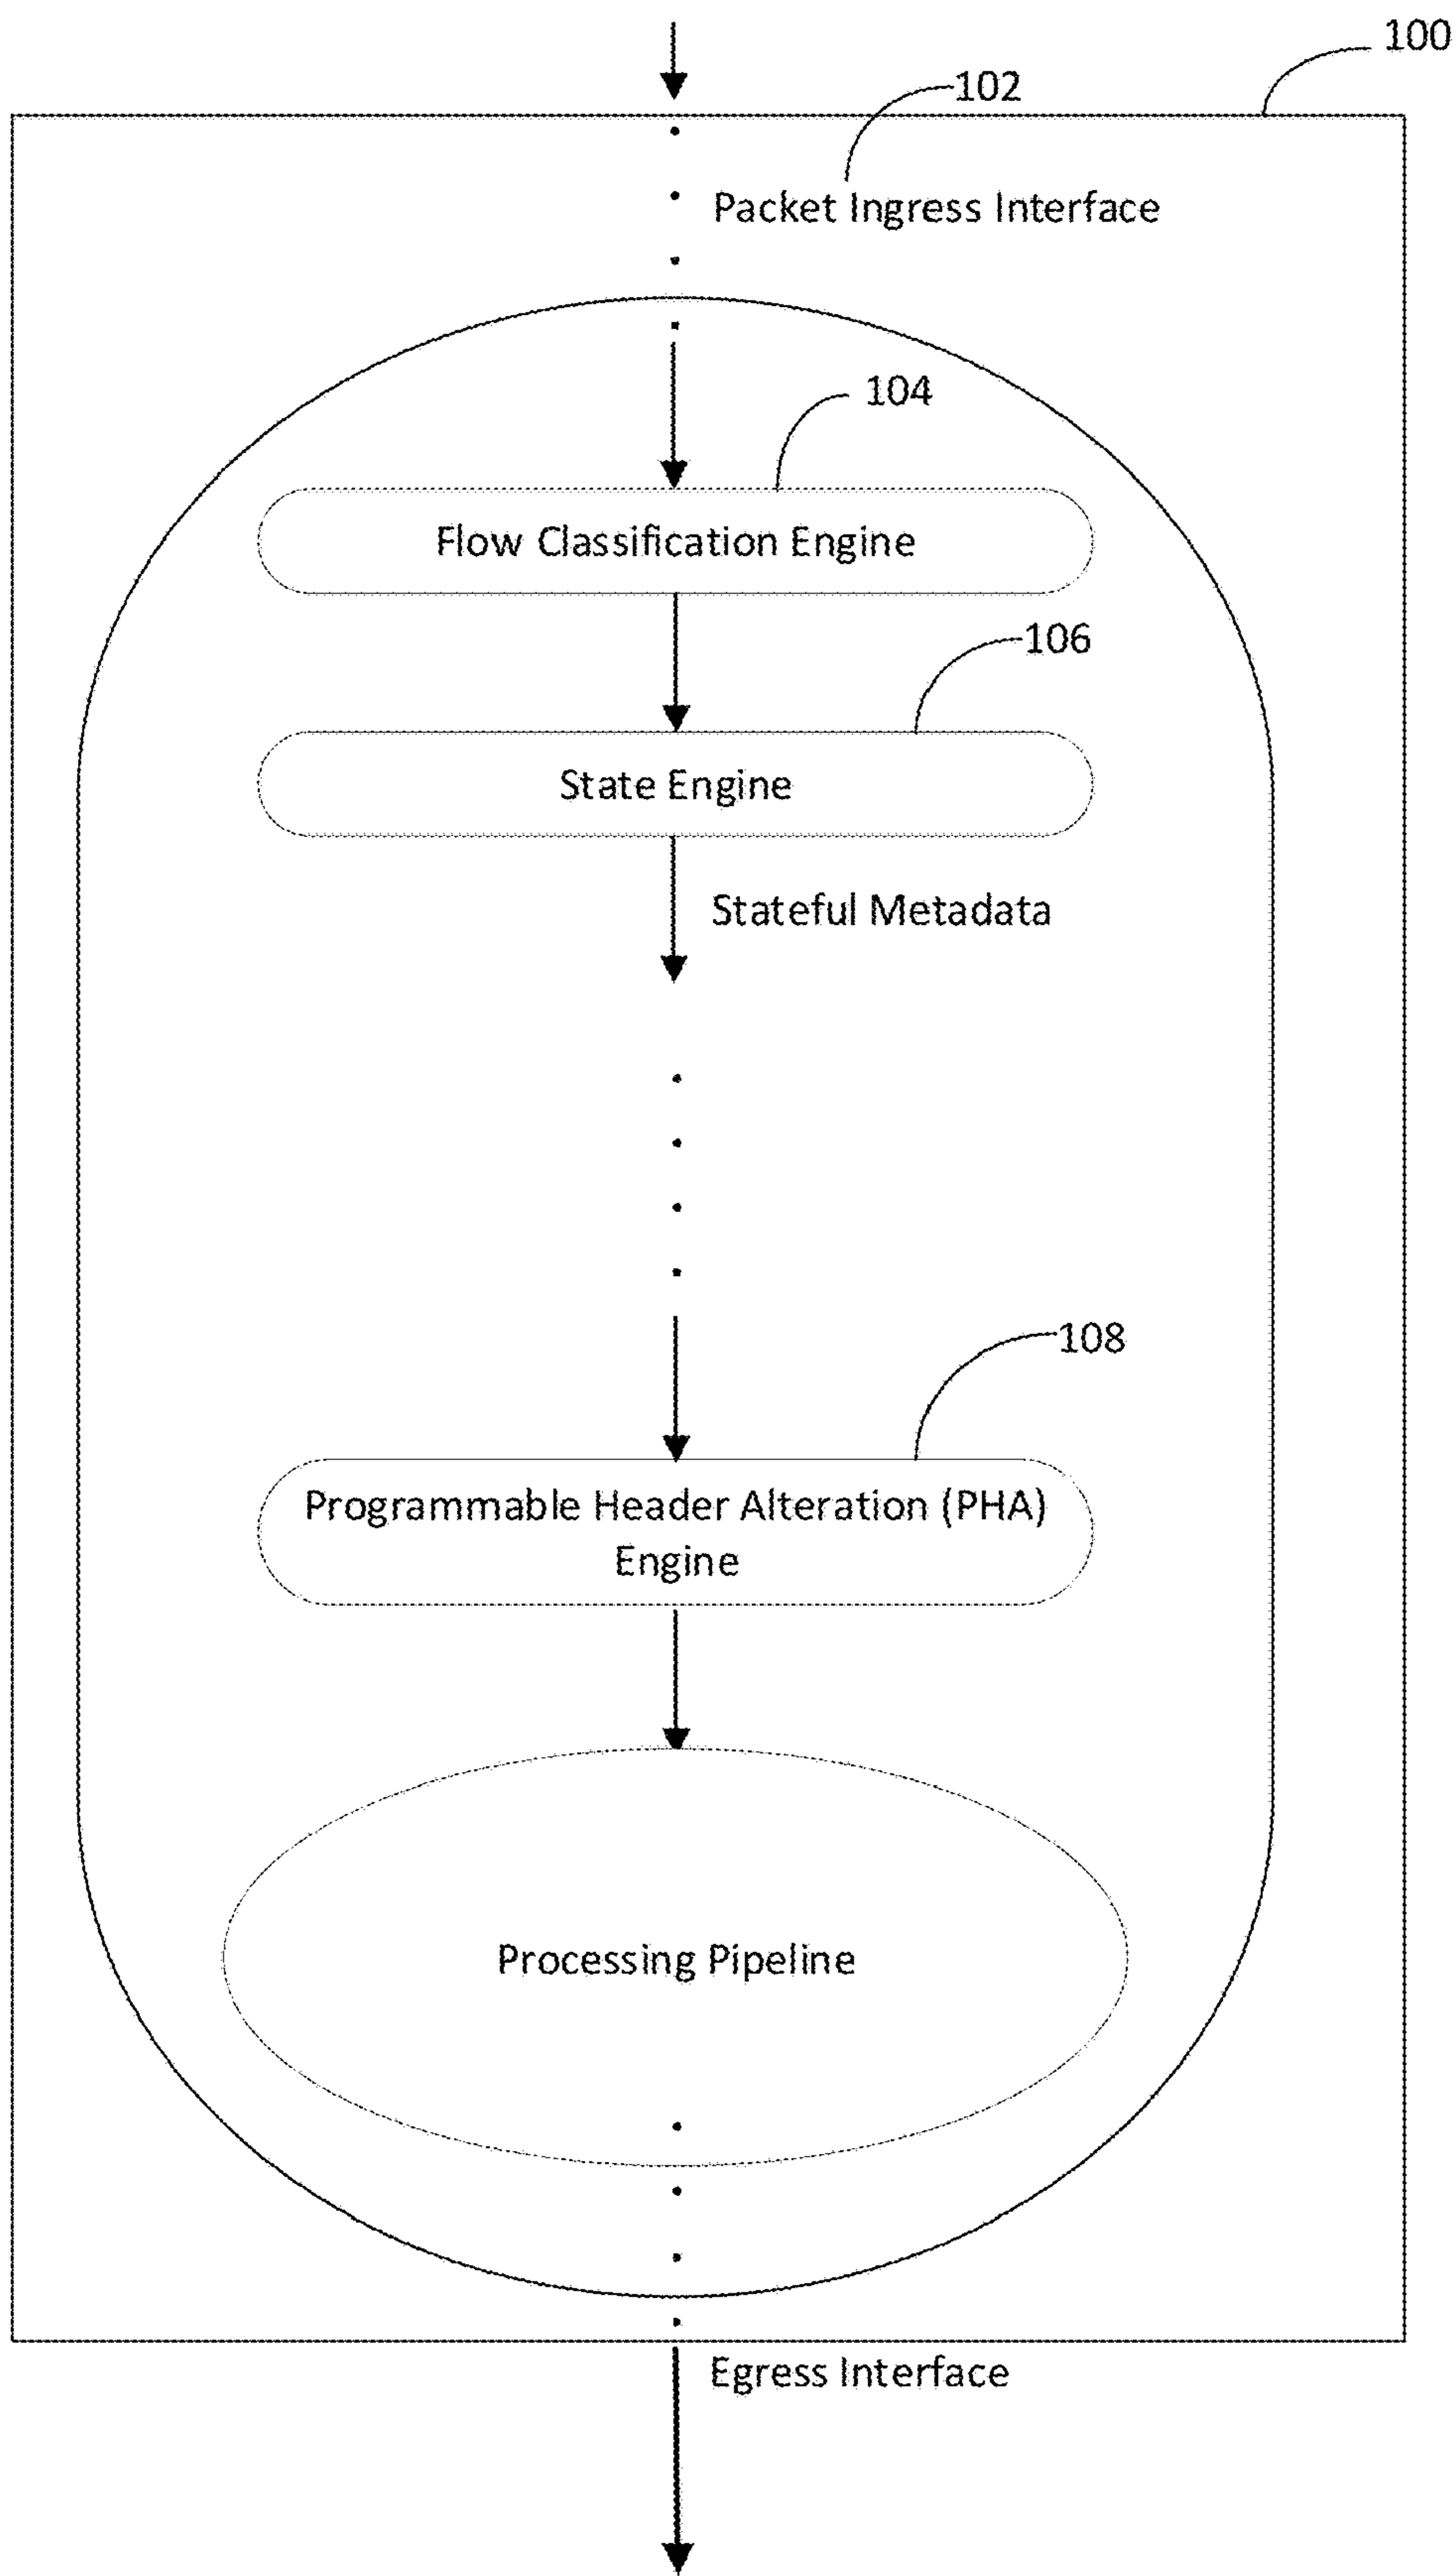 100
102
Packet Ingress Interface
104
Flow Classification Engine
106
State Engine
Stateful Metadata
108
Programmable Header Alteration (PHA)
Engine
Processing Pipeline
Egress Interface